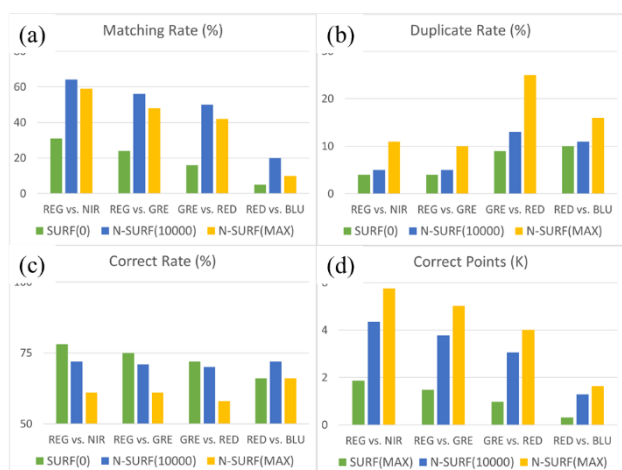 (a) Matching Rate (%)
80
60
40
20
0
REG vs. NIR REG vs. GRE GRE vs. RED RED vs. BLU
SURF(0) N-SURF(10000) N-SURF(MAX)
(b) Duplicate Rate (%)
30
20
10
0
REG vs. NIR REG vs. GRE GRE vs. RED RED vs. BLU
SURF(0) N-SURF(10000) N-SURF(MAX)
(c) Correct Rate (%)
100
75
50
REG vs. NIR REG vs. GRE GRE vs. RED RED vs. BLU
SURF(0) N-SURF(10000) N-SURF(MAX)
(d) Correct Points (K)
6
4
2
0
REG vs. NIR REG vs. GRE GRE vs. RED RED vs. BLU
SURF(MAX) N-SURF(10000) N-SURF(MAX)